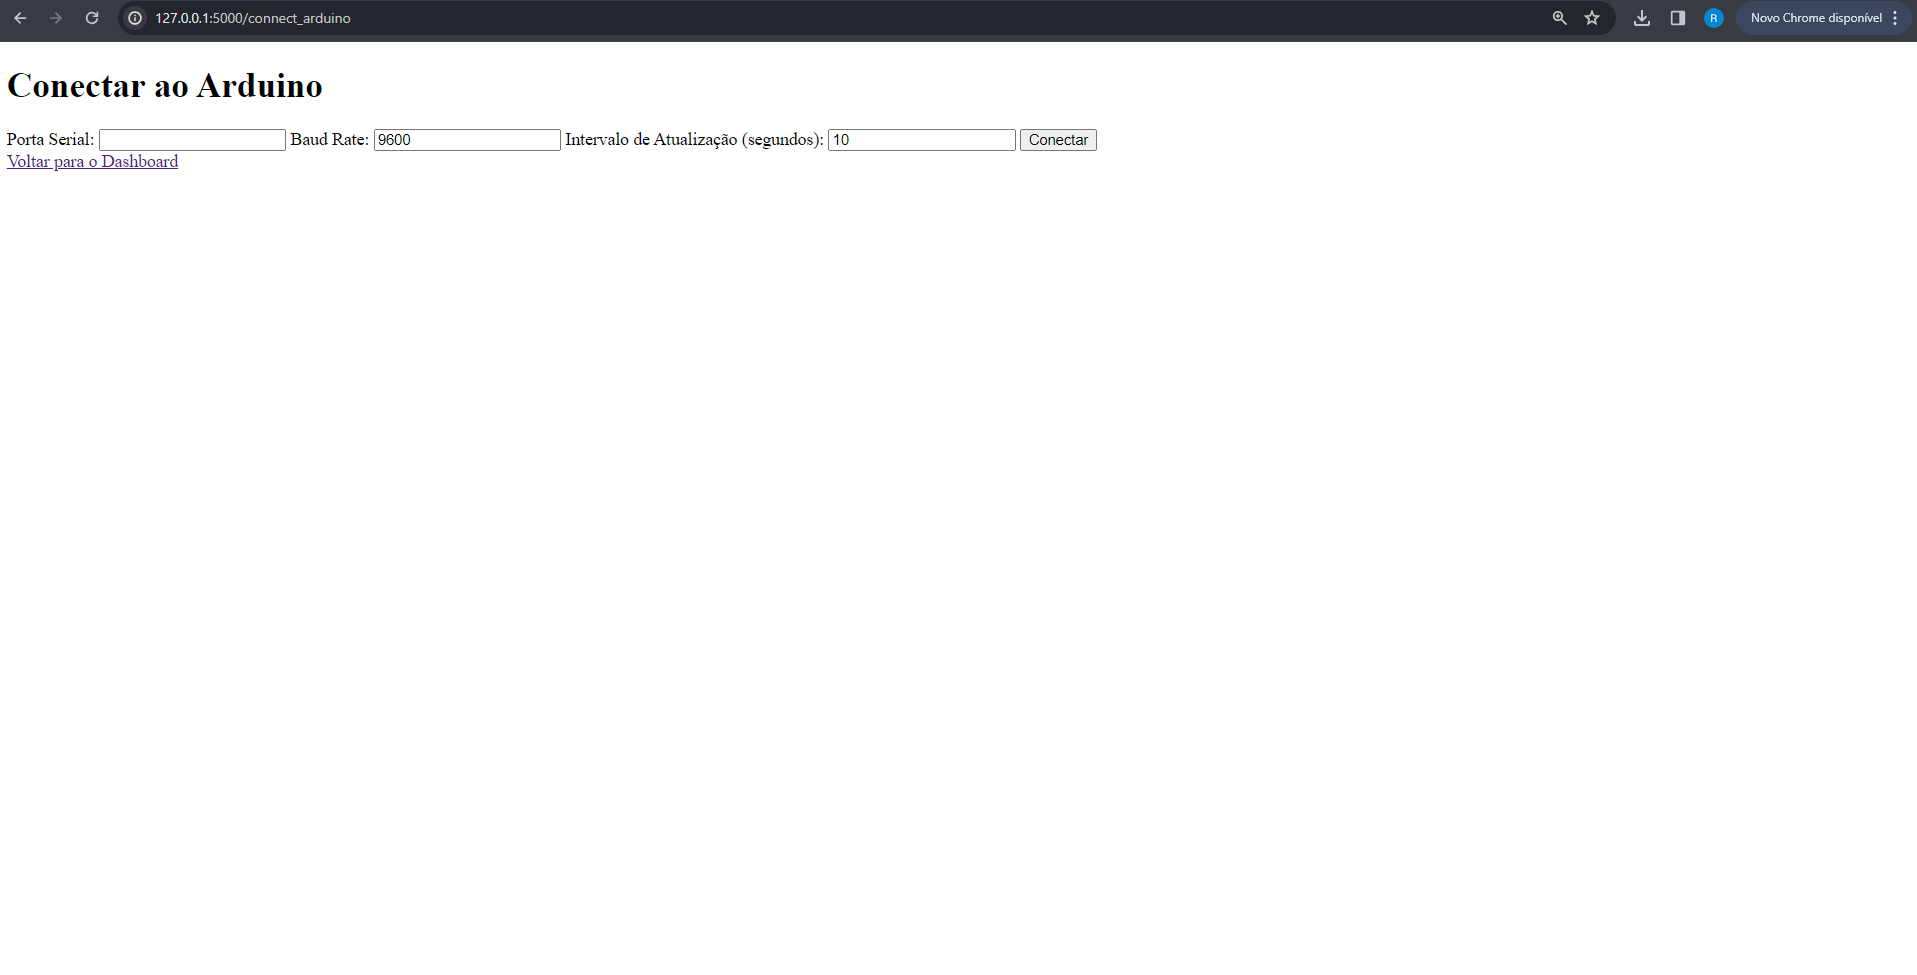 127.0.0.1:5000/connect_arduino
R
Novo Chrome disponível
Conectar ao Arduino
Porta Serial: Baud Rate: 9600 Intervalo de Atualização (segundos): 10 Conectar
Voltar para o Dashboard